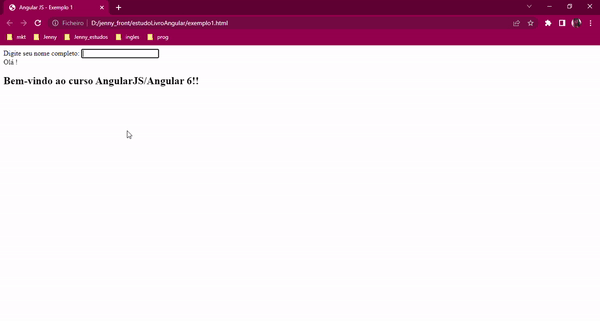 Angular JS - Exemplo 1
Ficheiro | D:/jenny_front/estudoLivroAngular/exemplo1.html
mkt Jenny Jenny_estudos ingles prog
Digite seu nome completo:
Olá !
Bem-vindo ao curso AngularJS/Angular 6!!